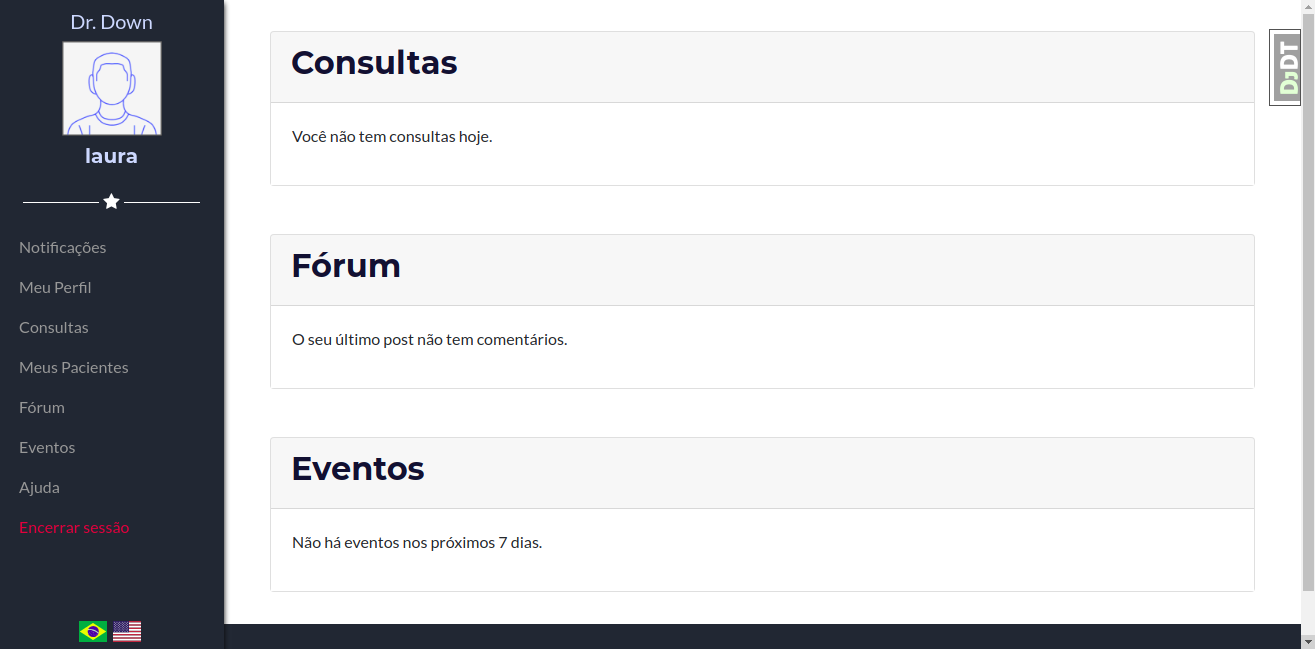 Dr. Down
laura
Notificações
Meu Perfil
Consultas
Meus Pacientes
Fórum
Eventos
Ajuda
Encerrar sessão
Consultas
Você não tem consultas hoje.
Fórum
O seu último post não tem comentários.
Eventos
Não há eventos nos próximos 7 dias.
DJDT